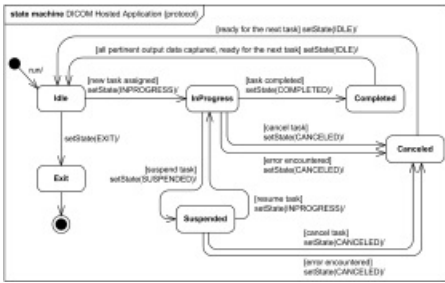 state machine DICOM Hosted Application {protocol}
[ready for the next task] setState(IDLE)/
[all pertinent output data captured, ready for the next task] setState(IDLE)/
run/
[new task assigned]
setState(INPROGRESS)/
[task completed]
setState(COMPLETED)/
Idle
InProgress
Completed
setState(EXIT)/
[cancel task]
setState(CANCELED)/
Canceled
[error encountered]
setState(CANCELED)/
Exit
[suspend task]
setState(SUSPENDED)/
[resume task]
setState(INPROGRESS)/
Suspended
[cancel task]
setState(CANCELED)/
[error encountered]
setState(CANCELED)/